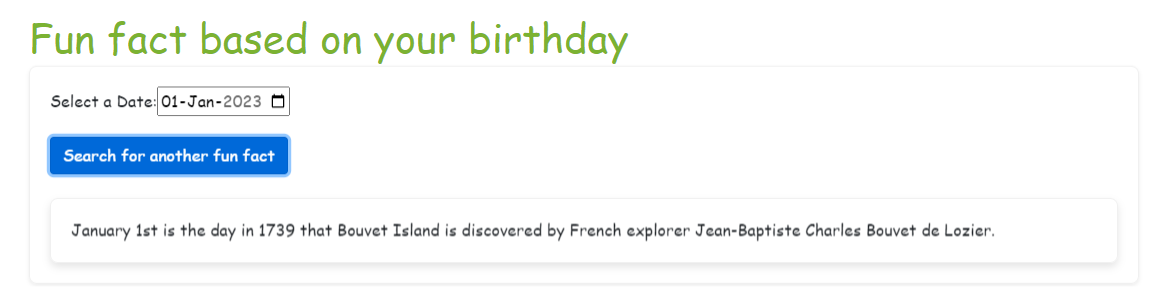 Fun fact based on your birthday
Select a Date: 01-Jan-2023
Search for another fun fact
January 1st is the day in 1739 that Bouvet Island is discovered by French explorer Jean-Baptiste Charles Bouvet de Lozier.